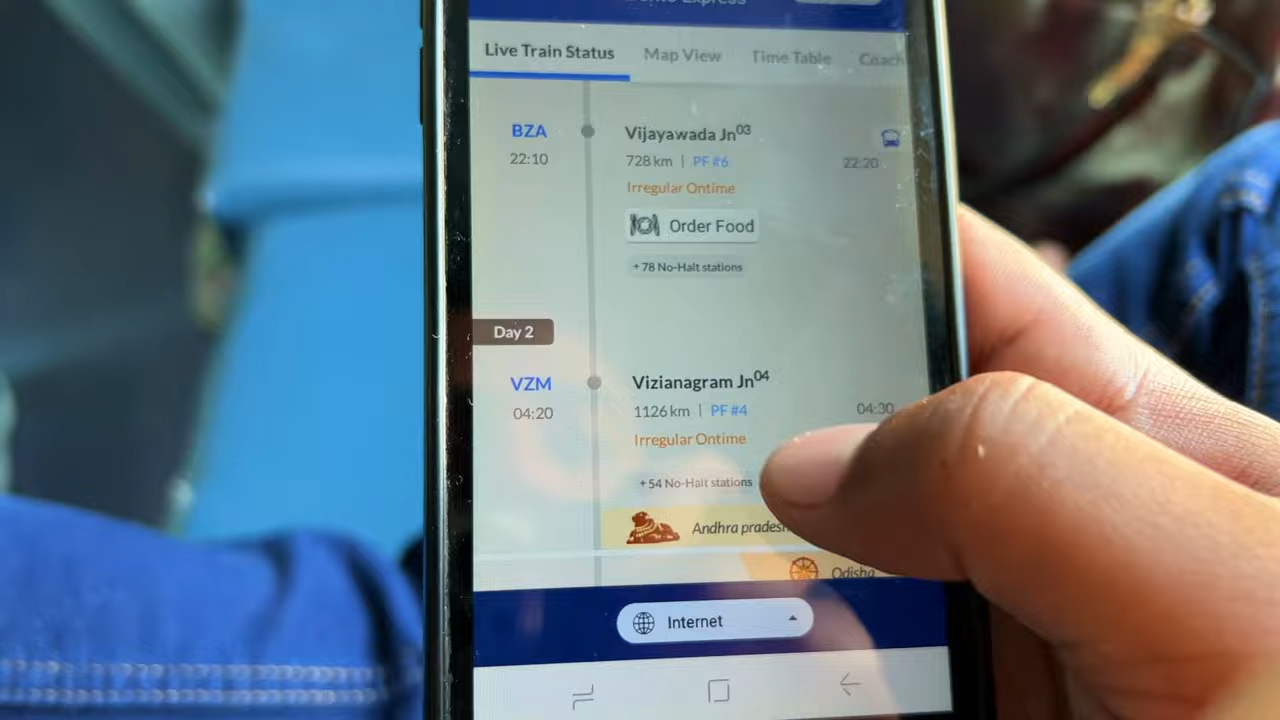 Express
Live Train Status Map View Time Table Coach
BZA Vijayawada Jn03
22:10 728 km | PF #6 22:20
Irregular Ontime
Order Food
+78 No-Halt stations
Day 2
VZM Vizianagram Jn04
04:20 1126 km | PF #4 04:30
Irregular Ontime
+54 No-Halt stations
Andhra pradesh
Odisha
Internet